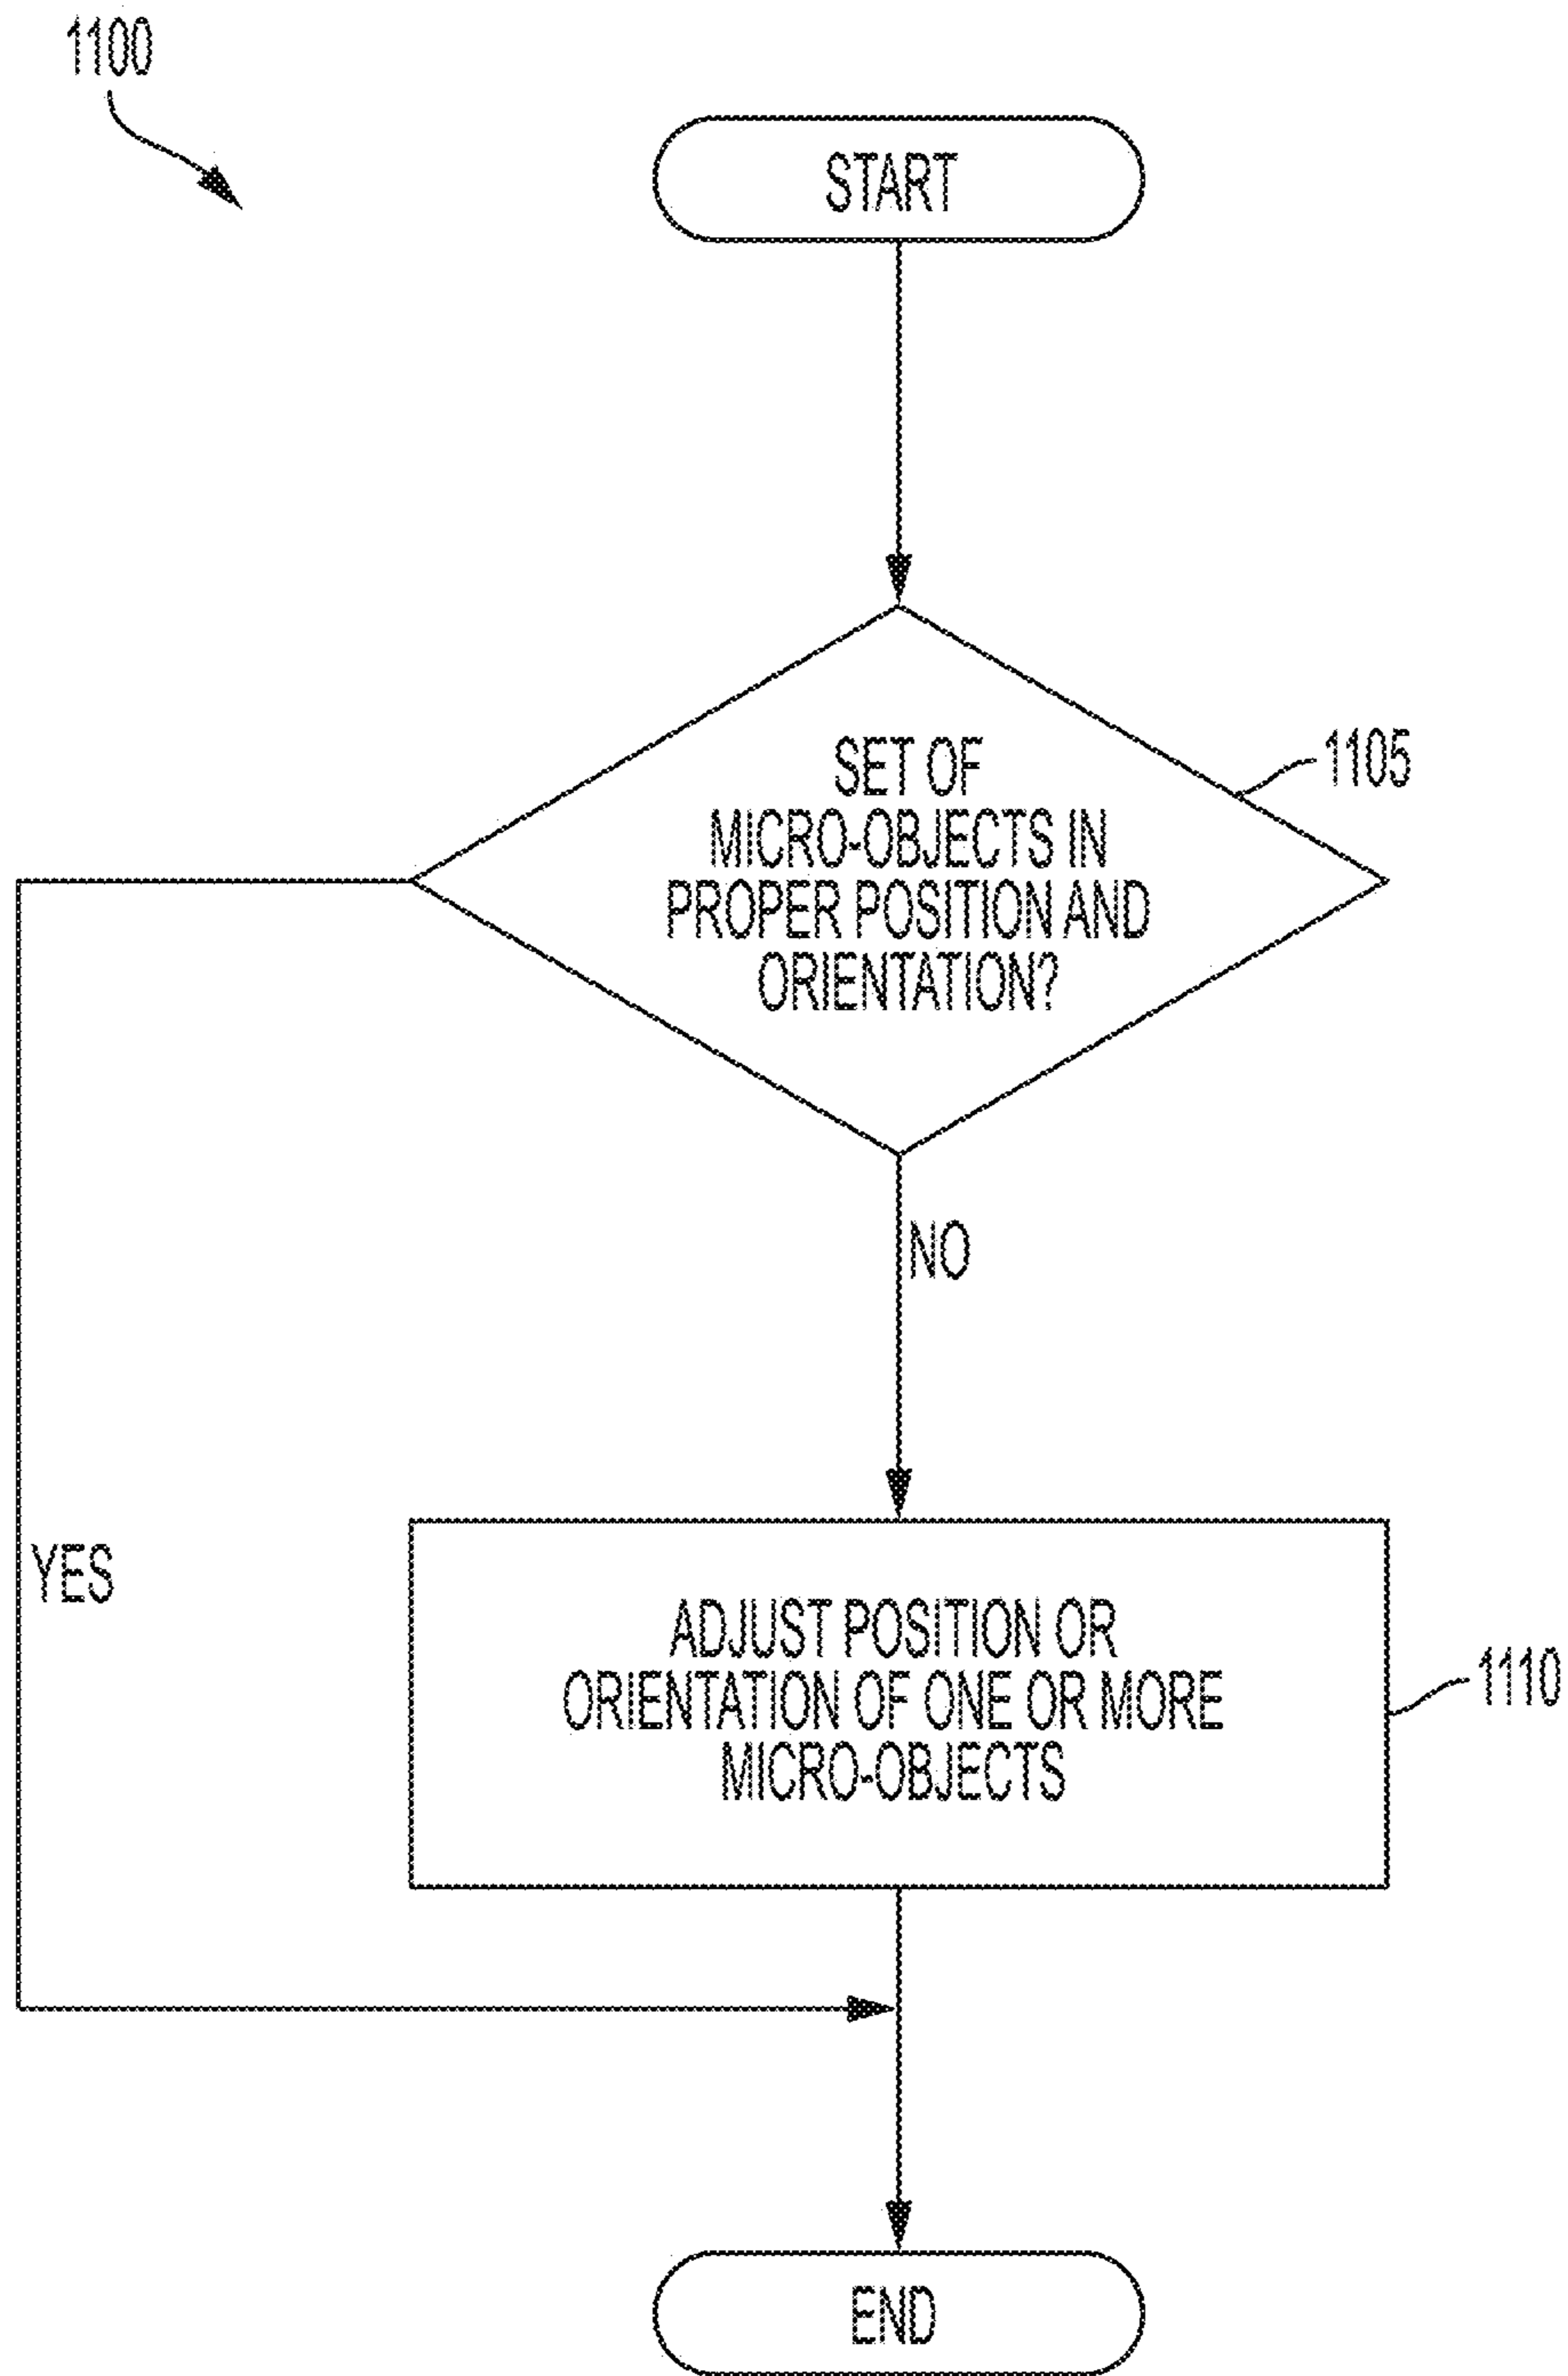 1100
START
SET OF
MICRO-OBJECTS IN
PROPER POSITION AND
ORIENTATION?
1105
NO
YES
ADJUST POSITION OR
ORIENTATION OF ONE OR MORE
MICRO-OBJECTS
1110
END